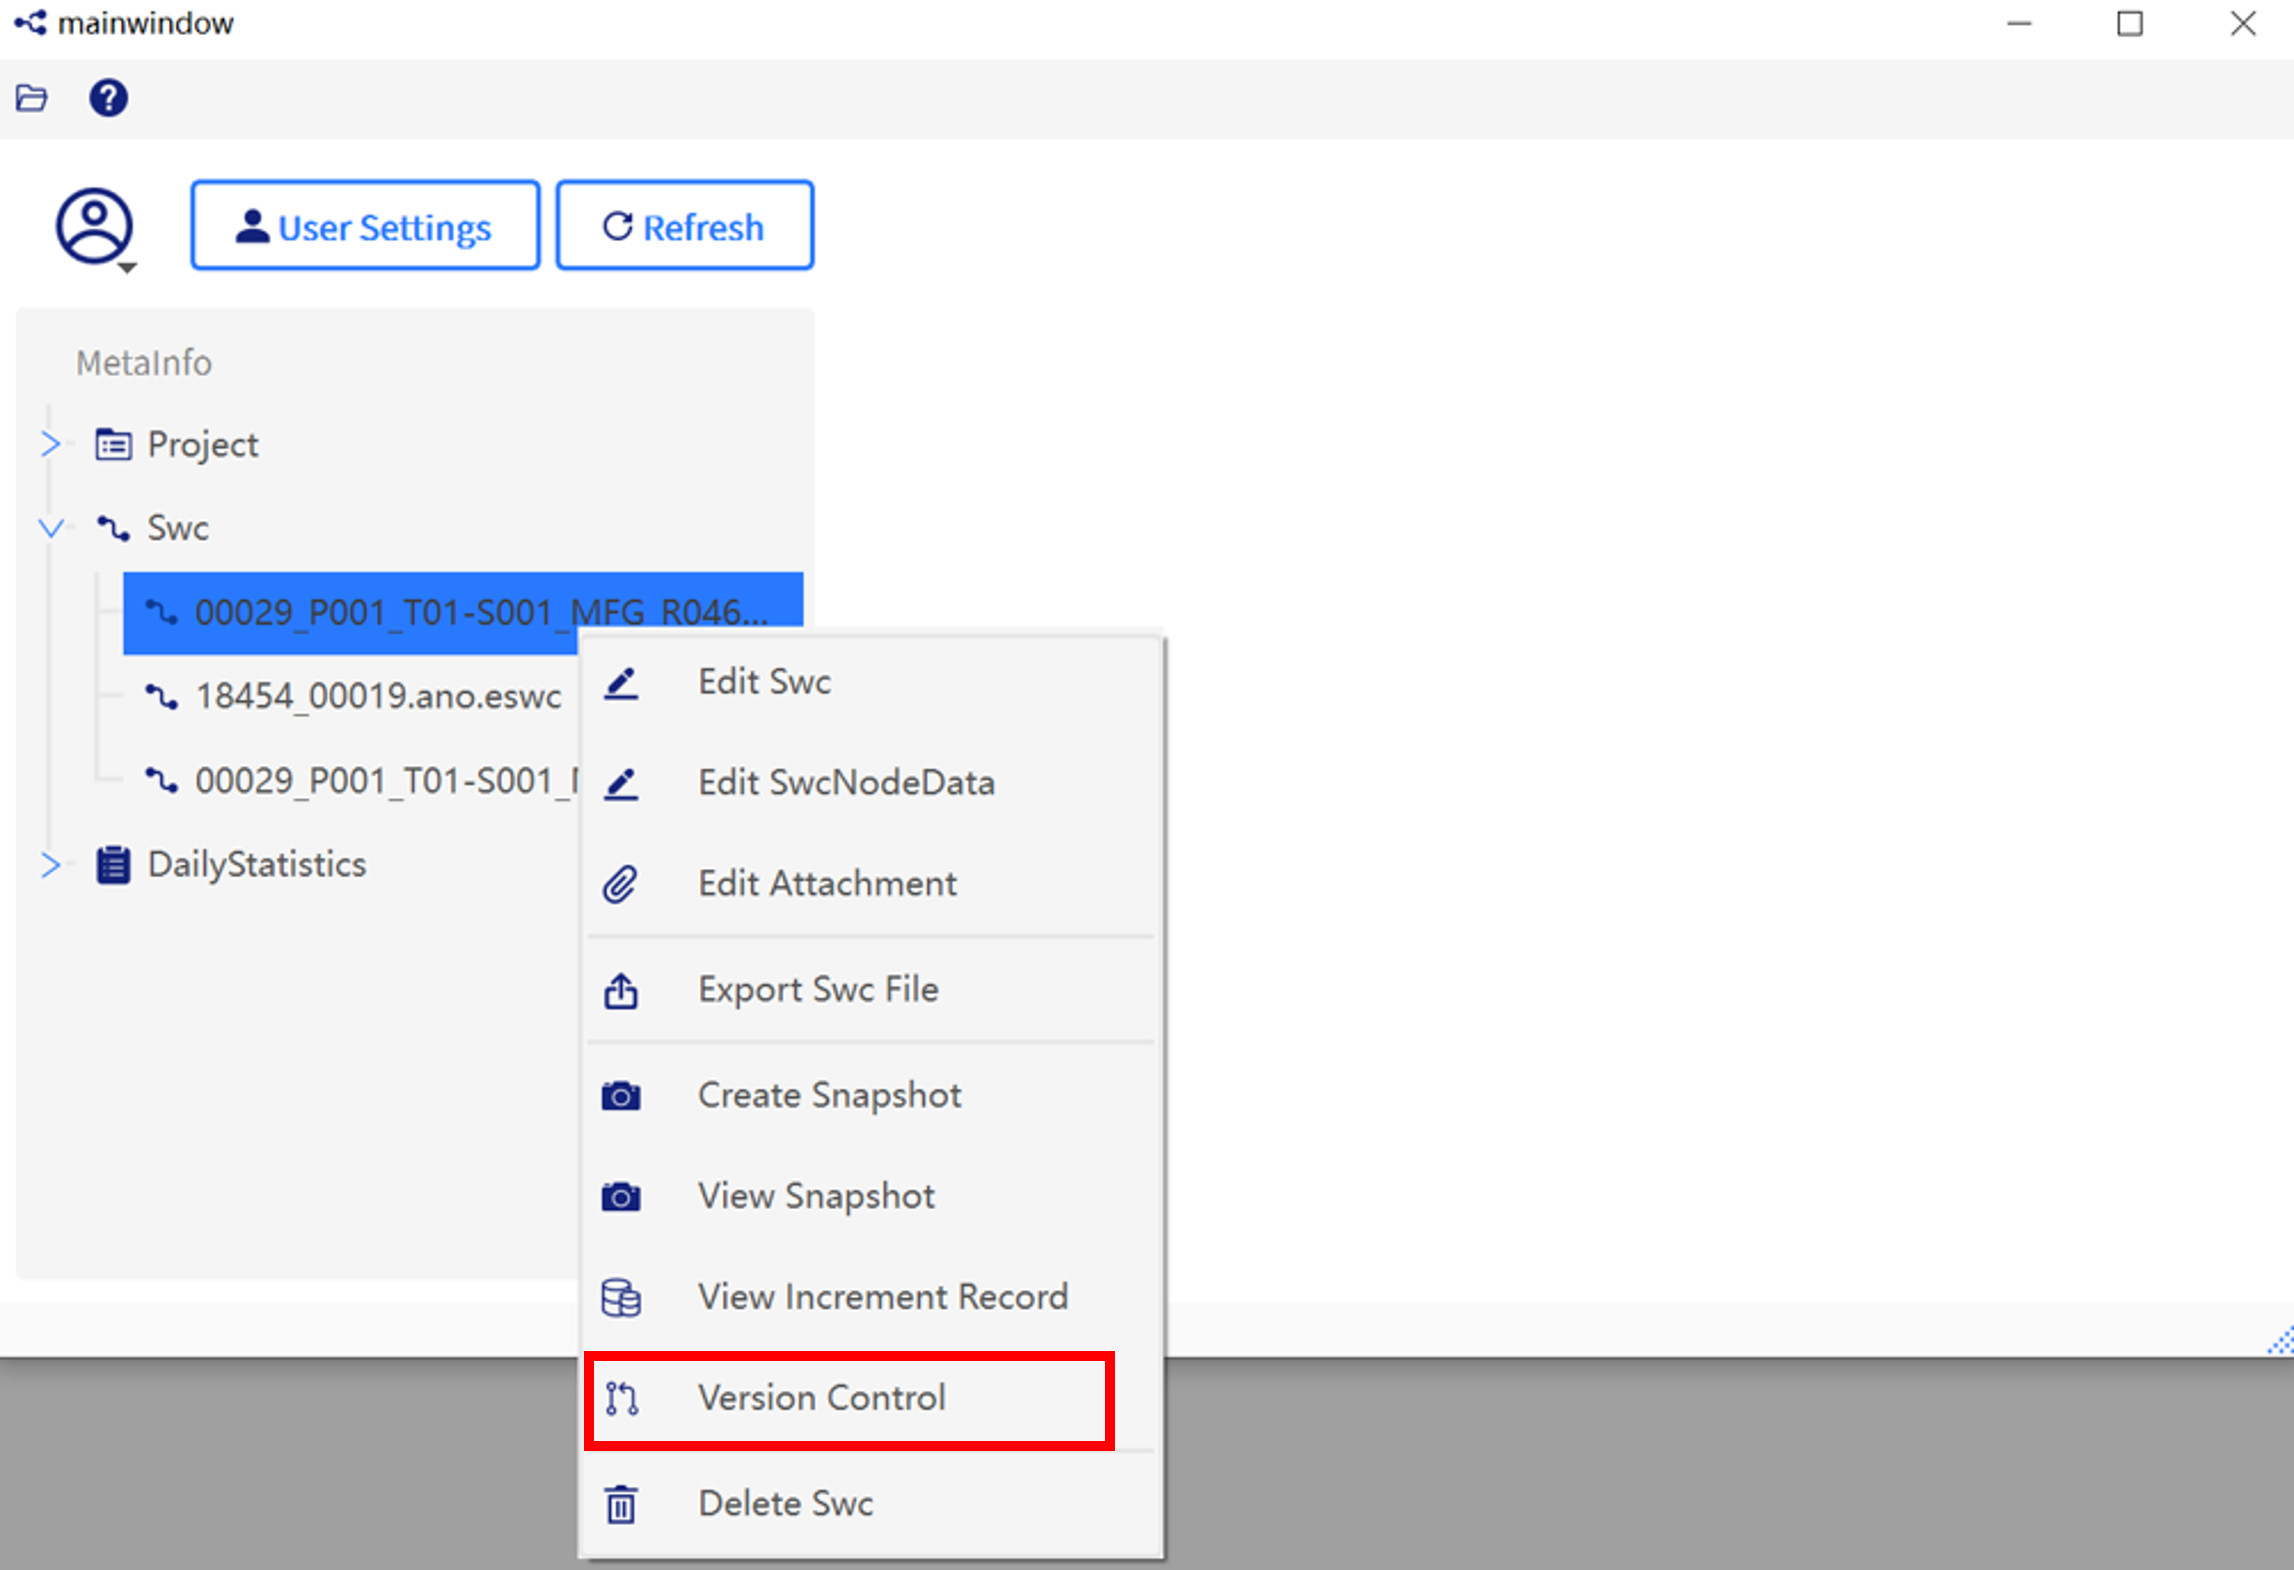 mainwindow
User Settings
Refresh
MetaInfo
Project
Swc
00029_P001_T01-S001_MFG_R046...
18454_00019.ano.eswc
00029_P001_T01-S001_
DailyStatistics
Edit Swc
Edit SwcNodeData
Edit Attachment
Export Swc File
Create Snapshot
View Snapshot
View Increment Record
Version Control
Delete Swc